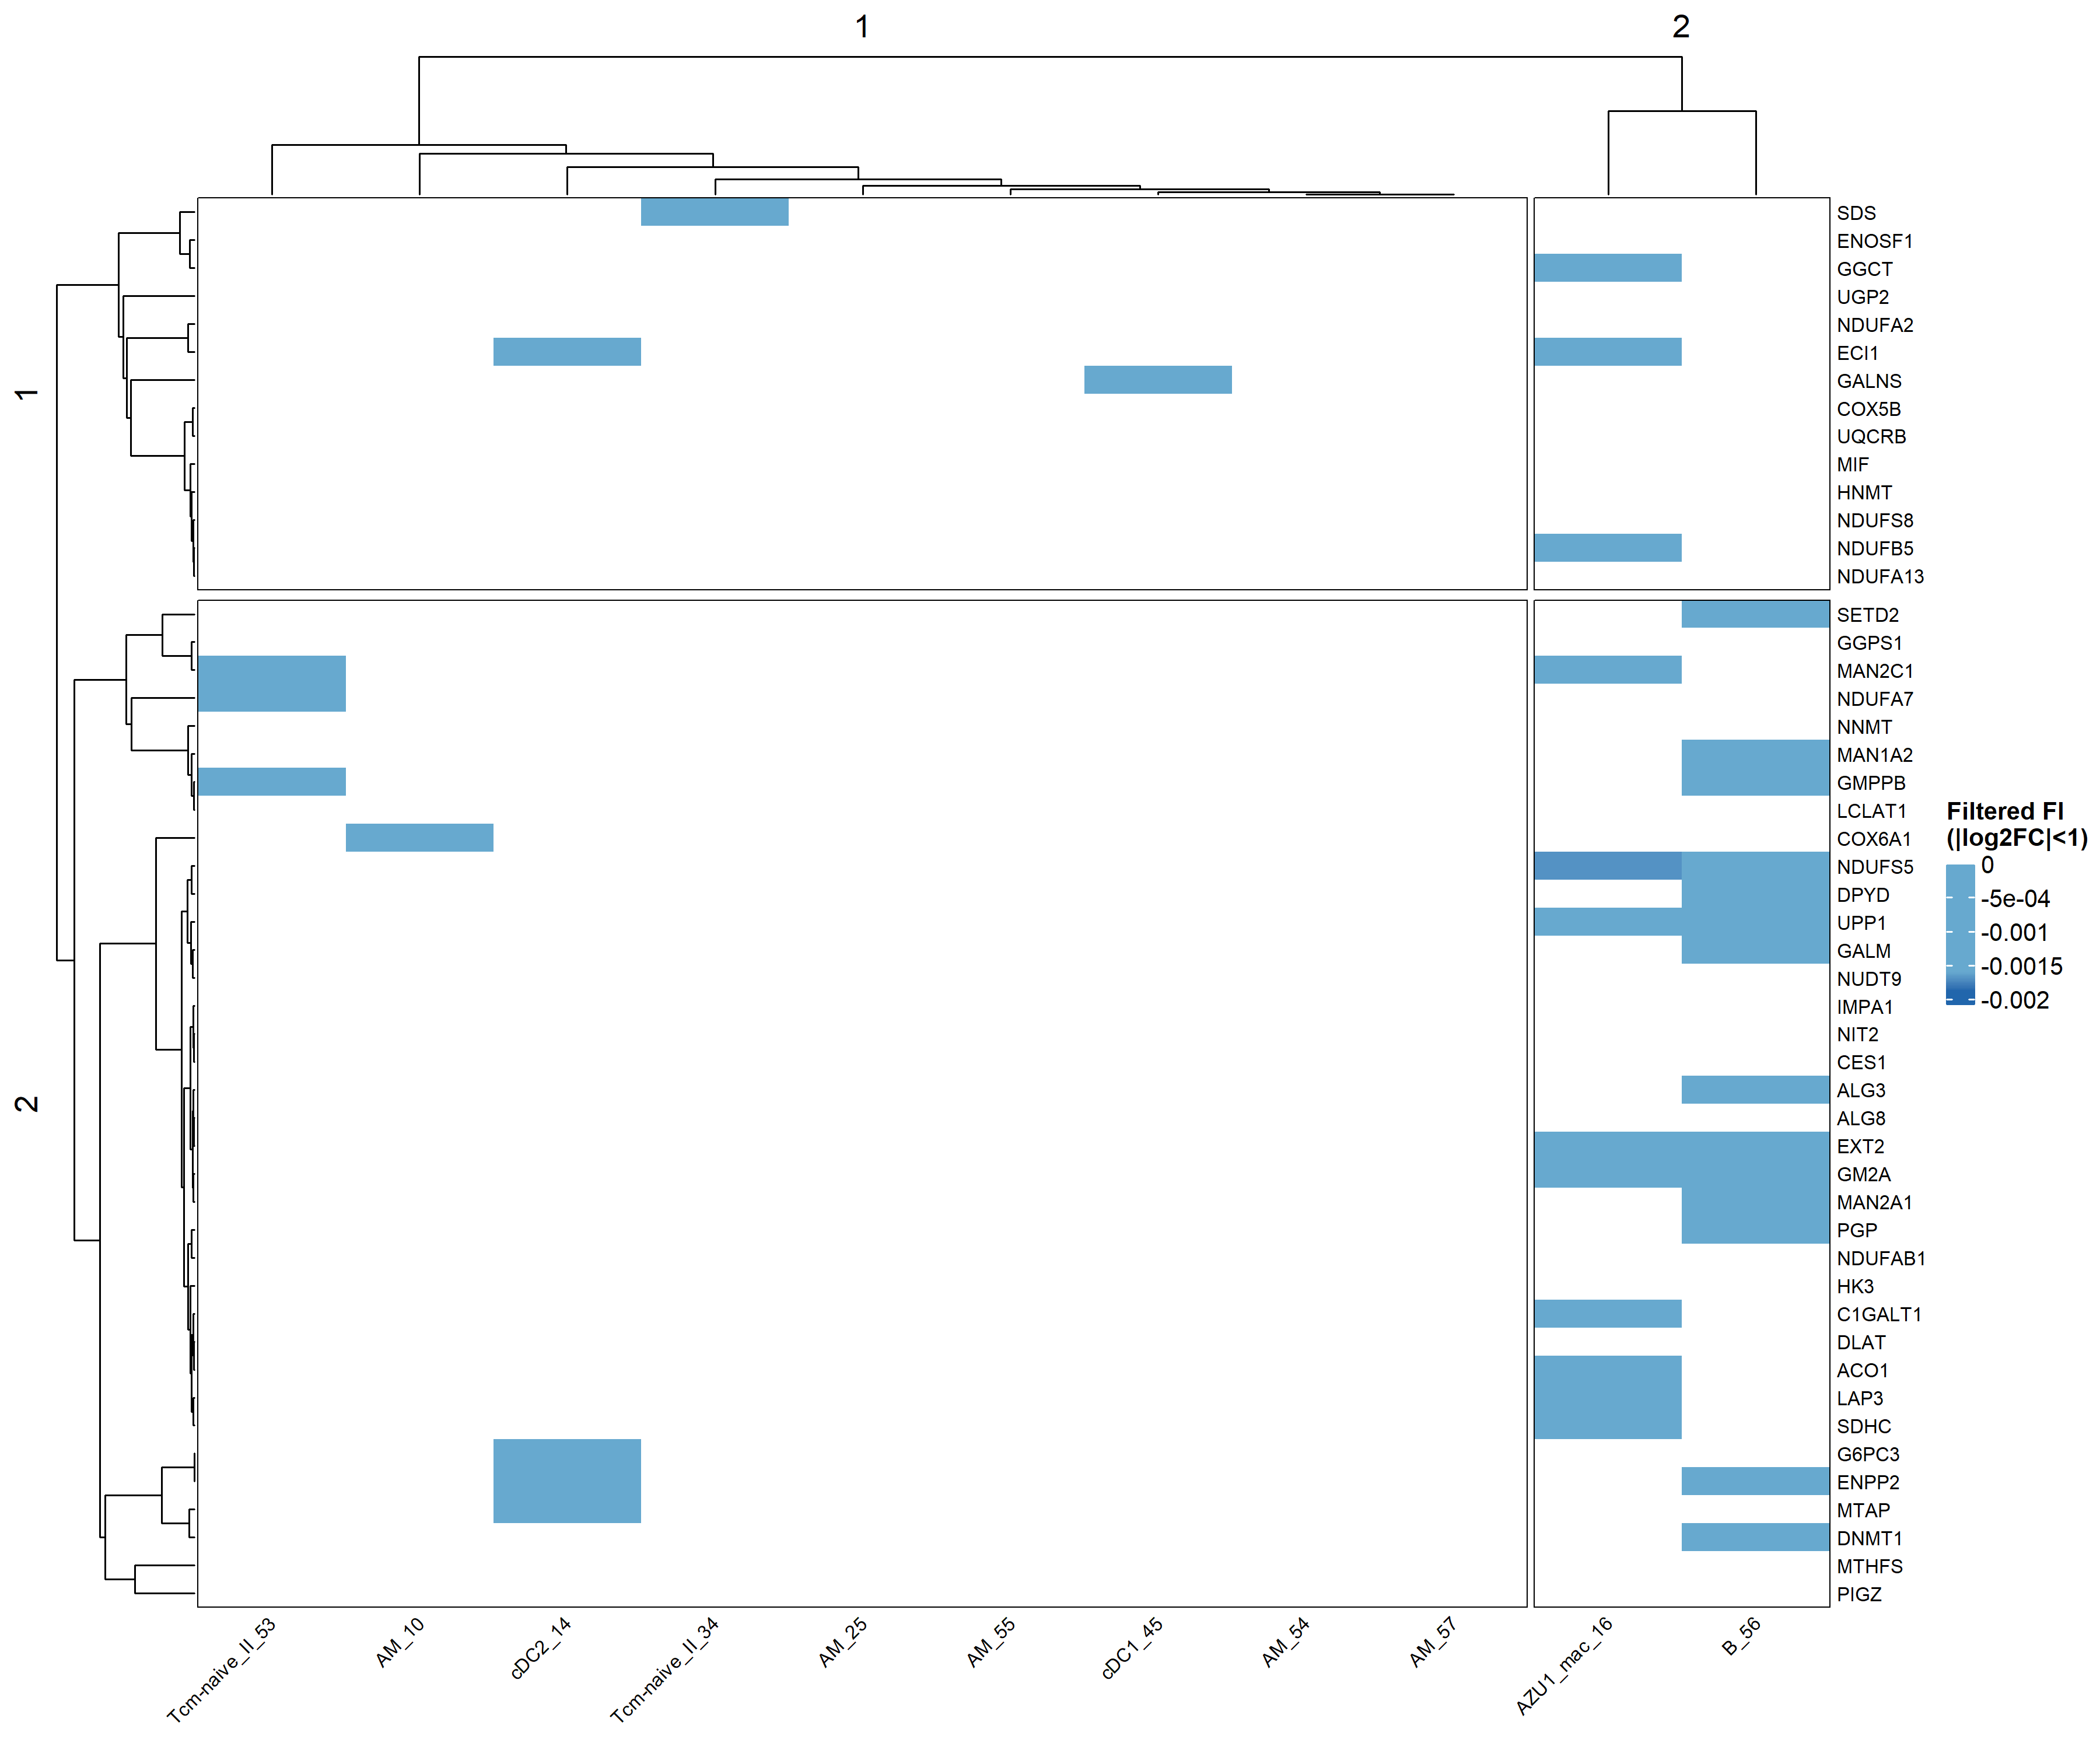 1
2
1
2
SDS
ENOSF1
GGCT
UGP2
NDUFA2
ECI1
GALNS
COX5B
UQCRB
MIF
HNMT
NDUFS8
NDUFB5
NDUFA13
SETD2
GGPS1
MAN2C1
NDUFA7
NNMT
MAN1A2
GMPPB
LCLAT1
COX6A1
NDUFS5
DPYD
UPP1
GALM
NUDT9
IMPA1
NIT2
CES1
ALG3
ALG8
EXT2
GM2A
MAN2A1
PGP
NDUFAB1
HK3
C1GALT1
DLAT
ACO1
LAP3
SDHC
G6PC3
ENPP2
MTAP
DNMT1
MTHFS
PIGZ
Tcm-naive_II_53
AM_10
cDC2_14
Tcm-naive_II_34
AM_25
AM_55
cDC1_45
AM_54
AM_57
AZU1_mac_16
B_56
Filtered FI
(|log2FC|<1)
0
-5e-04
-0.001
-0.0015
-0.002